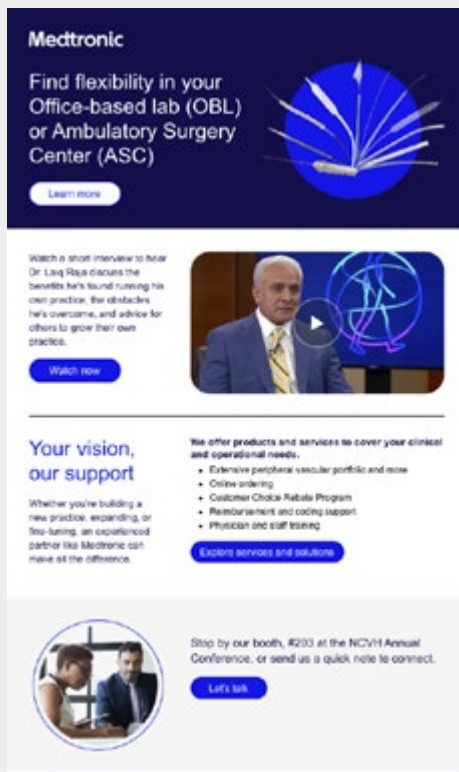 Medtronic
Find flexibility in your
Office-based lab (OBL)
or Ambulatory Surgery
Center (ASC)
Learn more
Watch a short interview to hear
Dr. Laiq Raja discuss the
benefits he's found running his
own practice, the obstacles
he's overcome, and advice for
others to grow their own
practice.
Watch now
Your vision,
our support
Whether you're building a
new practice, expanding, or
fine-tuning, an experienced
partner like Medtronic can
make all the difference.
We offer products and services to cover your clinical
and operational needs.
• Extensive peripheral vascular portfolio and more
• Online ordering
• Customer Choice Rebate Program
• Reimbursement and coding support
• Physician and staff training
Explore services and solutions
Stop by our booth, #203 at the NCVH Annual
Conference, or send us a quick note to connect.
Let's talk